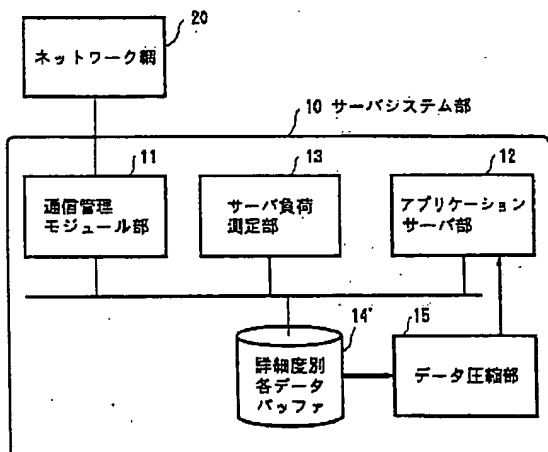 20
ネットワーク網
10 サーバシステム部
11
13
12
通信管理
モジュール部
サーバ負荷
測定部
アプリケーション
サーバ部
14'
15
詳細度別
各データ
バッファ
データ圧縮部